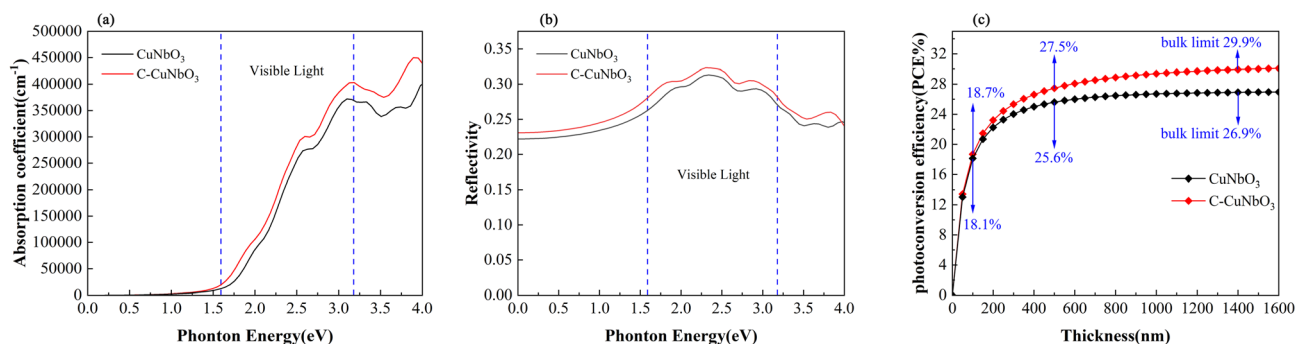 (a)
500000
450000
400000
350000
300000
250000
200000
150000
100000
50000
0
Absorption coefficient(cm⁻¹)
CuNbO₃
C-CuNbO₃
Visible Light
0.0 0.5 1.0 1.5 2.0 2.5 3.0 3.5 4.0
Phonton Energy(eV)
(b)
0.35
0.30
0.25
0.20
0.15
0.10
0.05
0.00
Reflectivity
CuNbO₃
C-CuNbO₃
Visible Light
0.0 0.5 1.0 1.5 2.0 2.5 3.0 3.5 4.0
Phonton Energy(eV)
(c)
32
28
24
20
16
12
8
4
0
photoconversion efficiency(PCE%)
18.7%
27.5%
bulk limit 29.9%
18.1%
25.6%
bulk limit 26.9%
CuNbO₃
C-CuNbO₃
0 200 400 600 800 1000 1200 1400 1600
Thickness(nm)